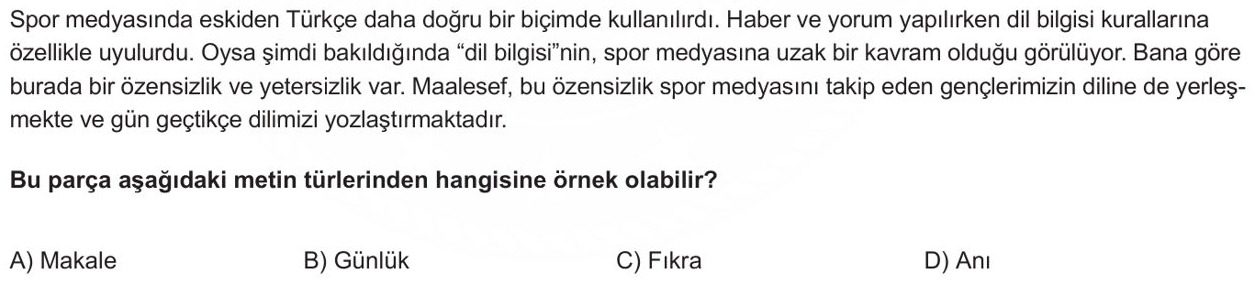 Spor medyasında eskiden Türkçe daha doğru bir biçimde kullanılırdı. Haber ve yorum yapılırken dil bilgisi kurallarına
özellikle uyulurdu. Oysa şimdi bakıldığında “dil bilgisi”nin, spor medyasına uzak bir kavram olduğu görülüyor. Bana göre
burada bir özensizlik ve yetersizlik var. Maalesef, bu özensizlik spor medyasını takip eden gençlerimizin diline de yerleş-
mekte ve gün geçtikçe dilimizi yozlaştırmaktadır.
Bu parça aşağıdaki metin türlerinden hangisine örnek olabilir?
A) Makale B) Günlük C) Fıkra D) Anı